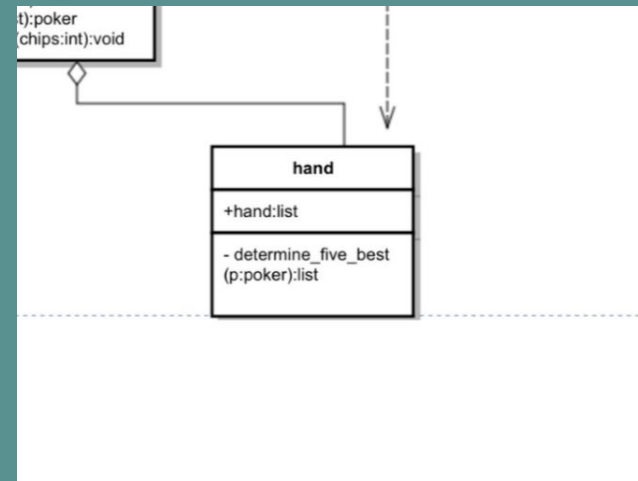 t):poker
(chips:int):void
hand
+hand:list
- determine_five_best
(p:poker):list